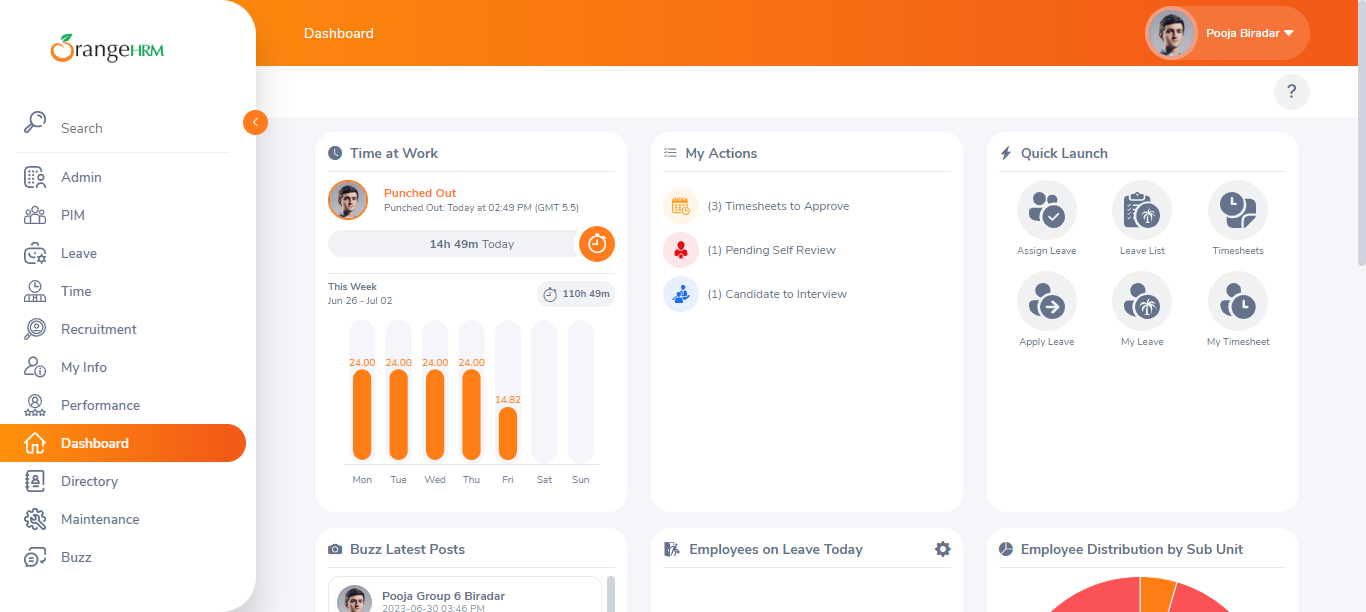 OrangeHRM
Dashboard
Pooja Biradar
?
Search
Admin
PIM
Leave
Time
Recruitment
My Info
Performance
Dashboard
Directory
Maintenance
Buzz
Time at Work
Punched Out
Punched Out: Today at 02:49 PM (GMT 5.5)
14h 49m Today
This Week
Jun 26 - Jul 02
110h 49m
24.00 24.00 24.00 24.00
14.82
Mon Tue Wed Thu Fri Sat Sun
My Actions
(3) Timesheets to Approve
(1) Pending Self Review
(1) Candidate to Interview
Quick Launch
Assign Leave Leave List Timesheets
Apply Leave My Leave My Timesheet
Buzz Latest Posts
Pooja Group 6 Biradar
2023-06-30 03:46 PM
Employees on Leave Today
Employee Distribution by Sub Unit